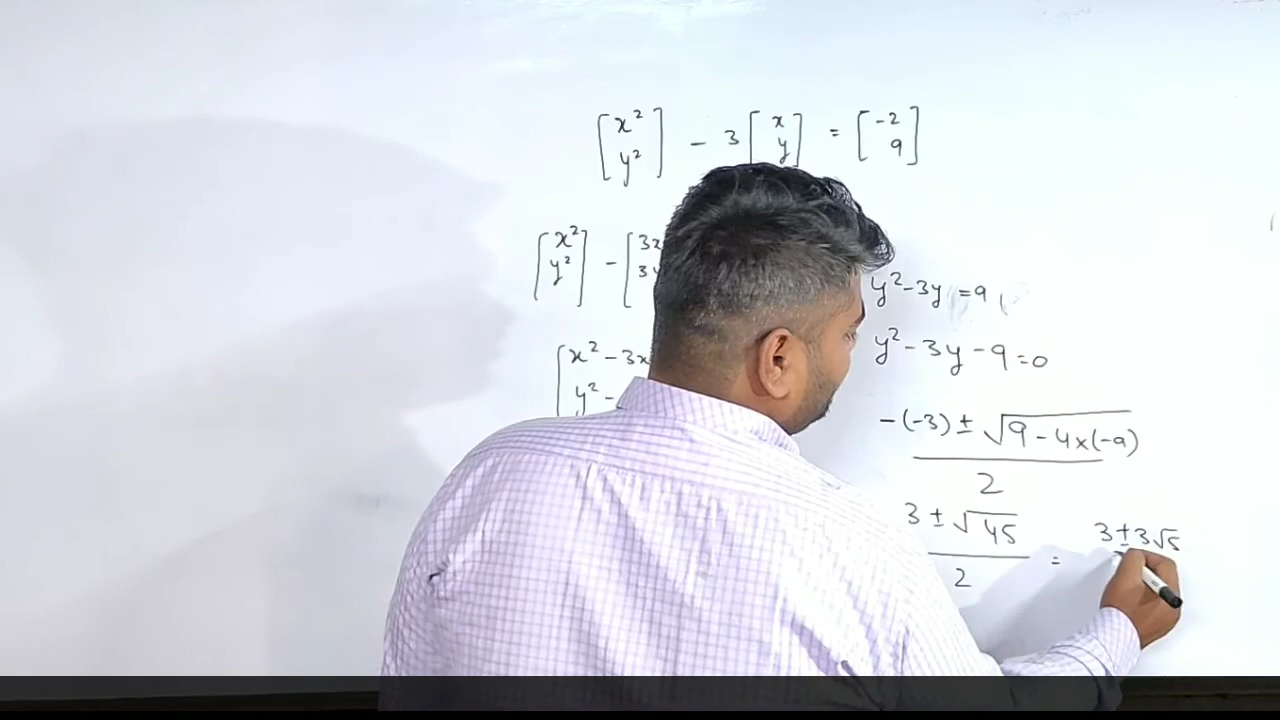 [x² y²] - 3 [x y] = [-2 9]
[x² y²] - [3x 3y
[x² - 3x y² -
y² - 3y = 9
y² - 3y - 9 = 0
-(-3) ± √9 - 4x(-9)
2
3 ± √45 = 3 ± 3√5
2